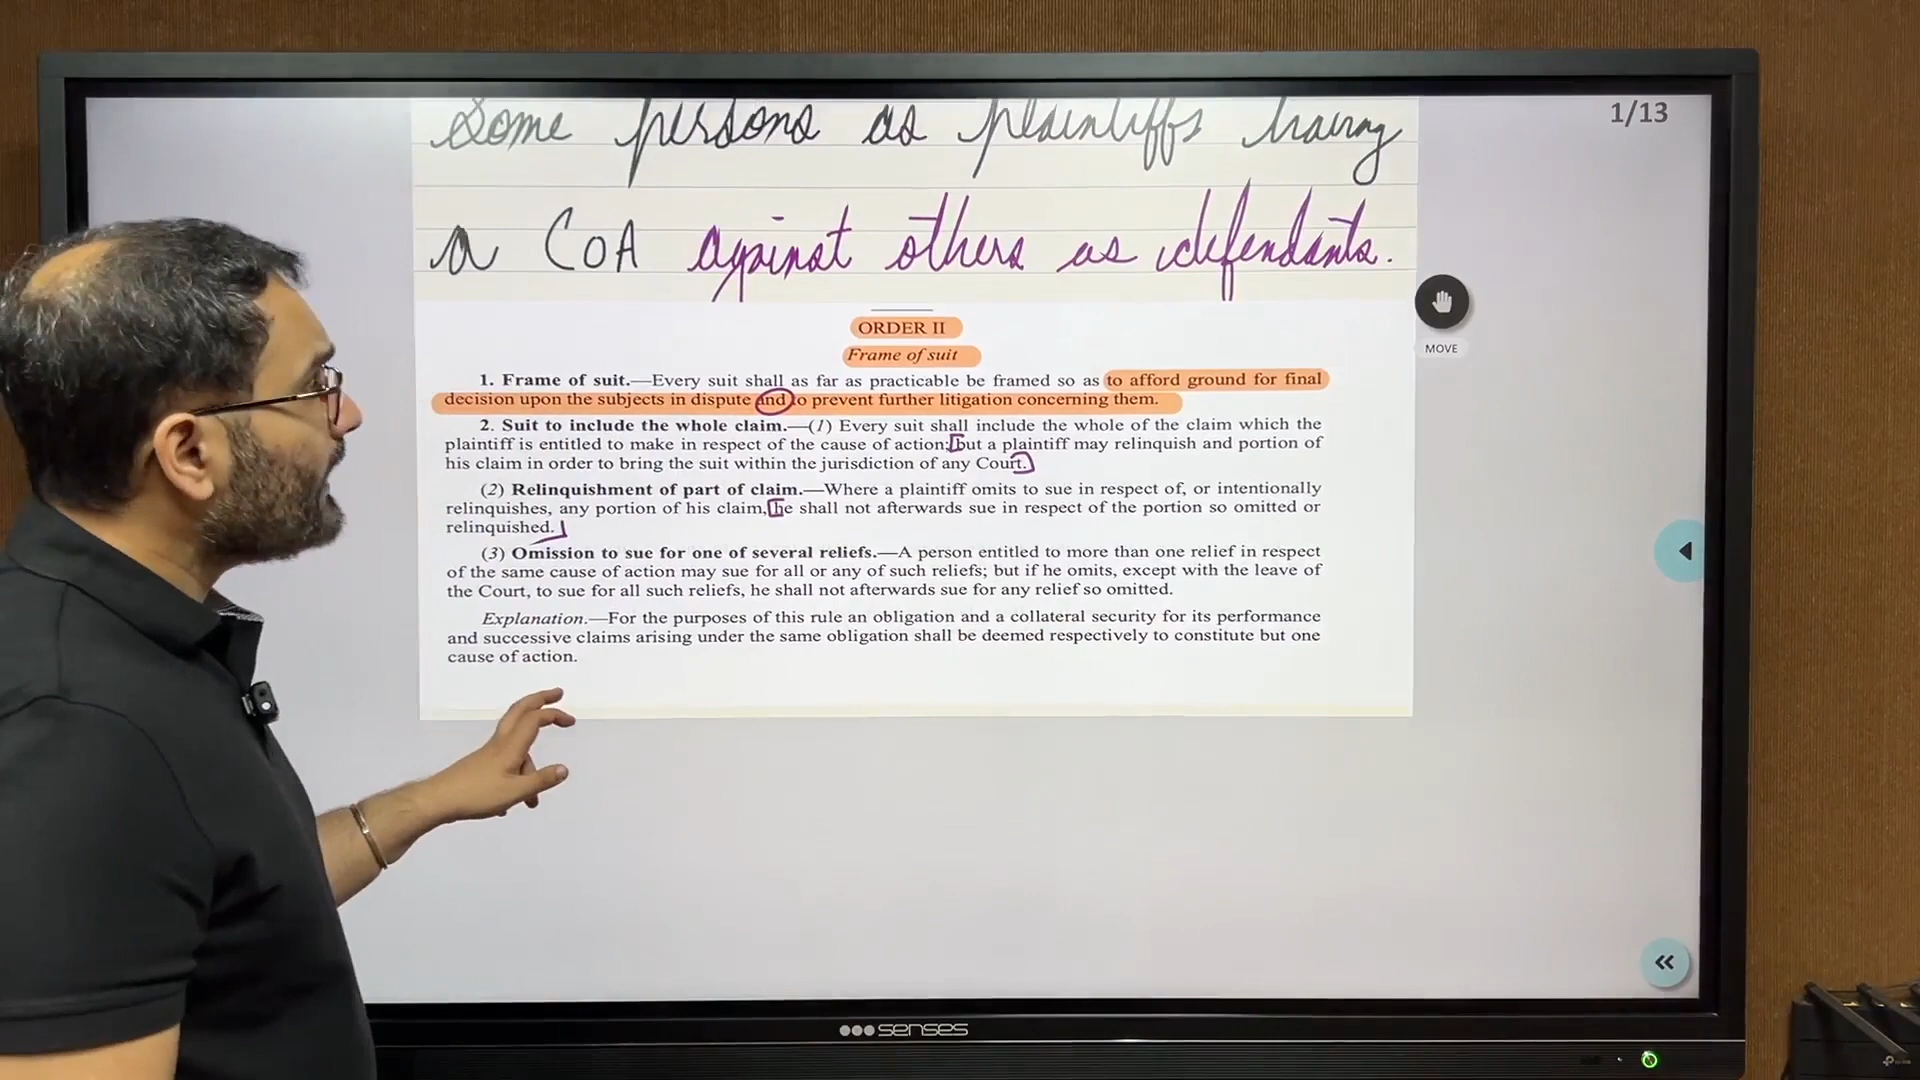 1/13
Some persons as plaintiffs having
a COA against others as defendants.
MOVE
ORDER II
Frame of suit
1. Frame of suit.—Every suit shall as far as practicable be framed so as to afford ground for final
decision upon the subjects in dispute and to prevent further litigation concerning them.
2. Suit to include the whole claim.—(1) Every suit shall include the whole of the claim which the
plaintiff is entitled to make in respect of the cause of action; but a plaintiff may relinquish and portion of
his claim in order to bring the suit within the jurisdiction of any Court.
(2) Relinquishment of part of claim.—Where a plaintiff omits to sue in respect of, or intentionally
relinquishes, any portion of his claim, he shall not afterwards sue in respect of the portion so omitted or
relinquished.
(3) Omission to sue for one of several reliefs.—A person entitled to more than one relief in respect
of the same cause of action may sue for all or any of such reliefs; but if he omits, except with the leave of
the Court, to sue for all such reliefs, he shall not afterwards sue for any relief so omitted.
Explanation.—For the purposes of this rule an obligation and a collateral security for its performance
and successive claims arising under the same obligation shall be deemed respectively to constitute but one
cause of action.
senses